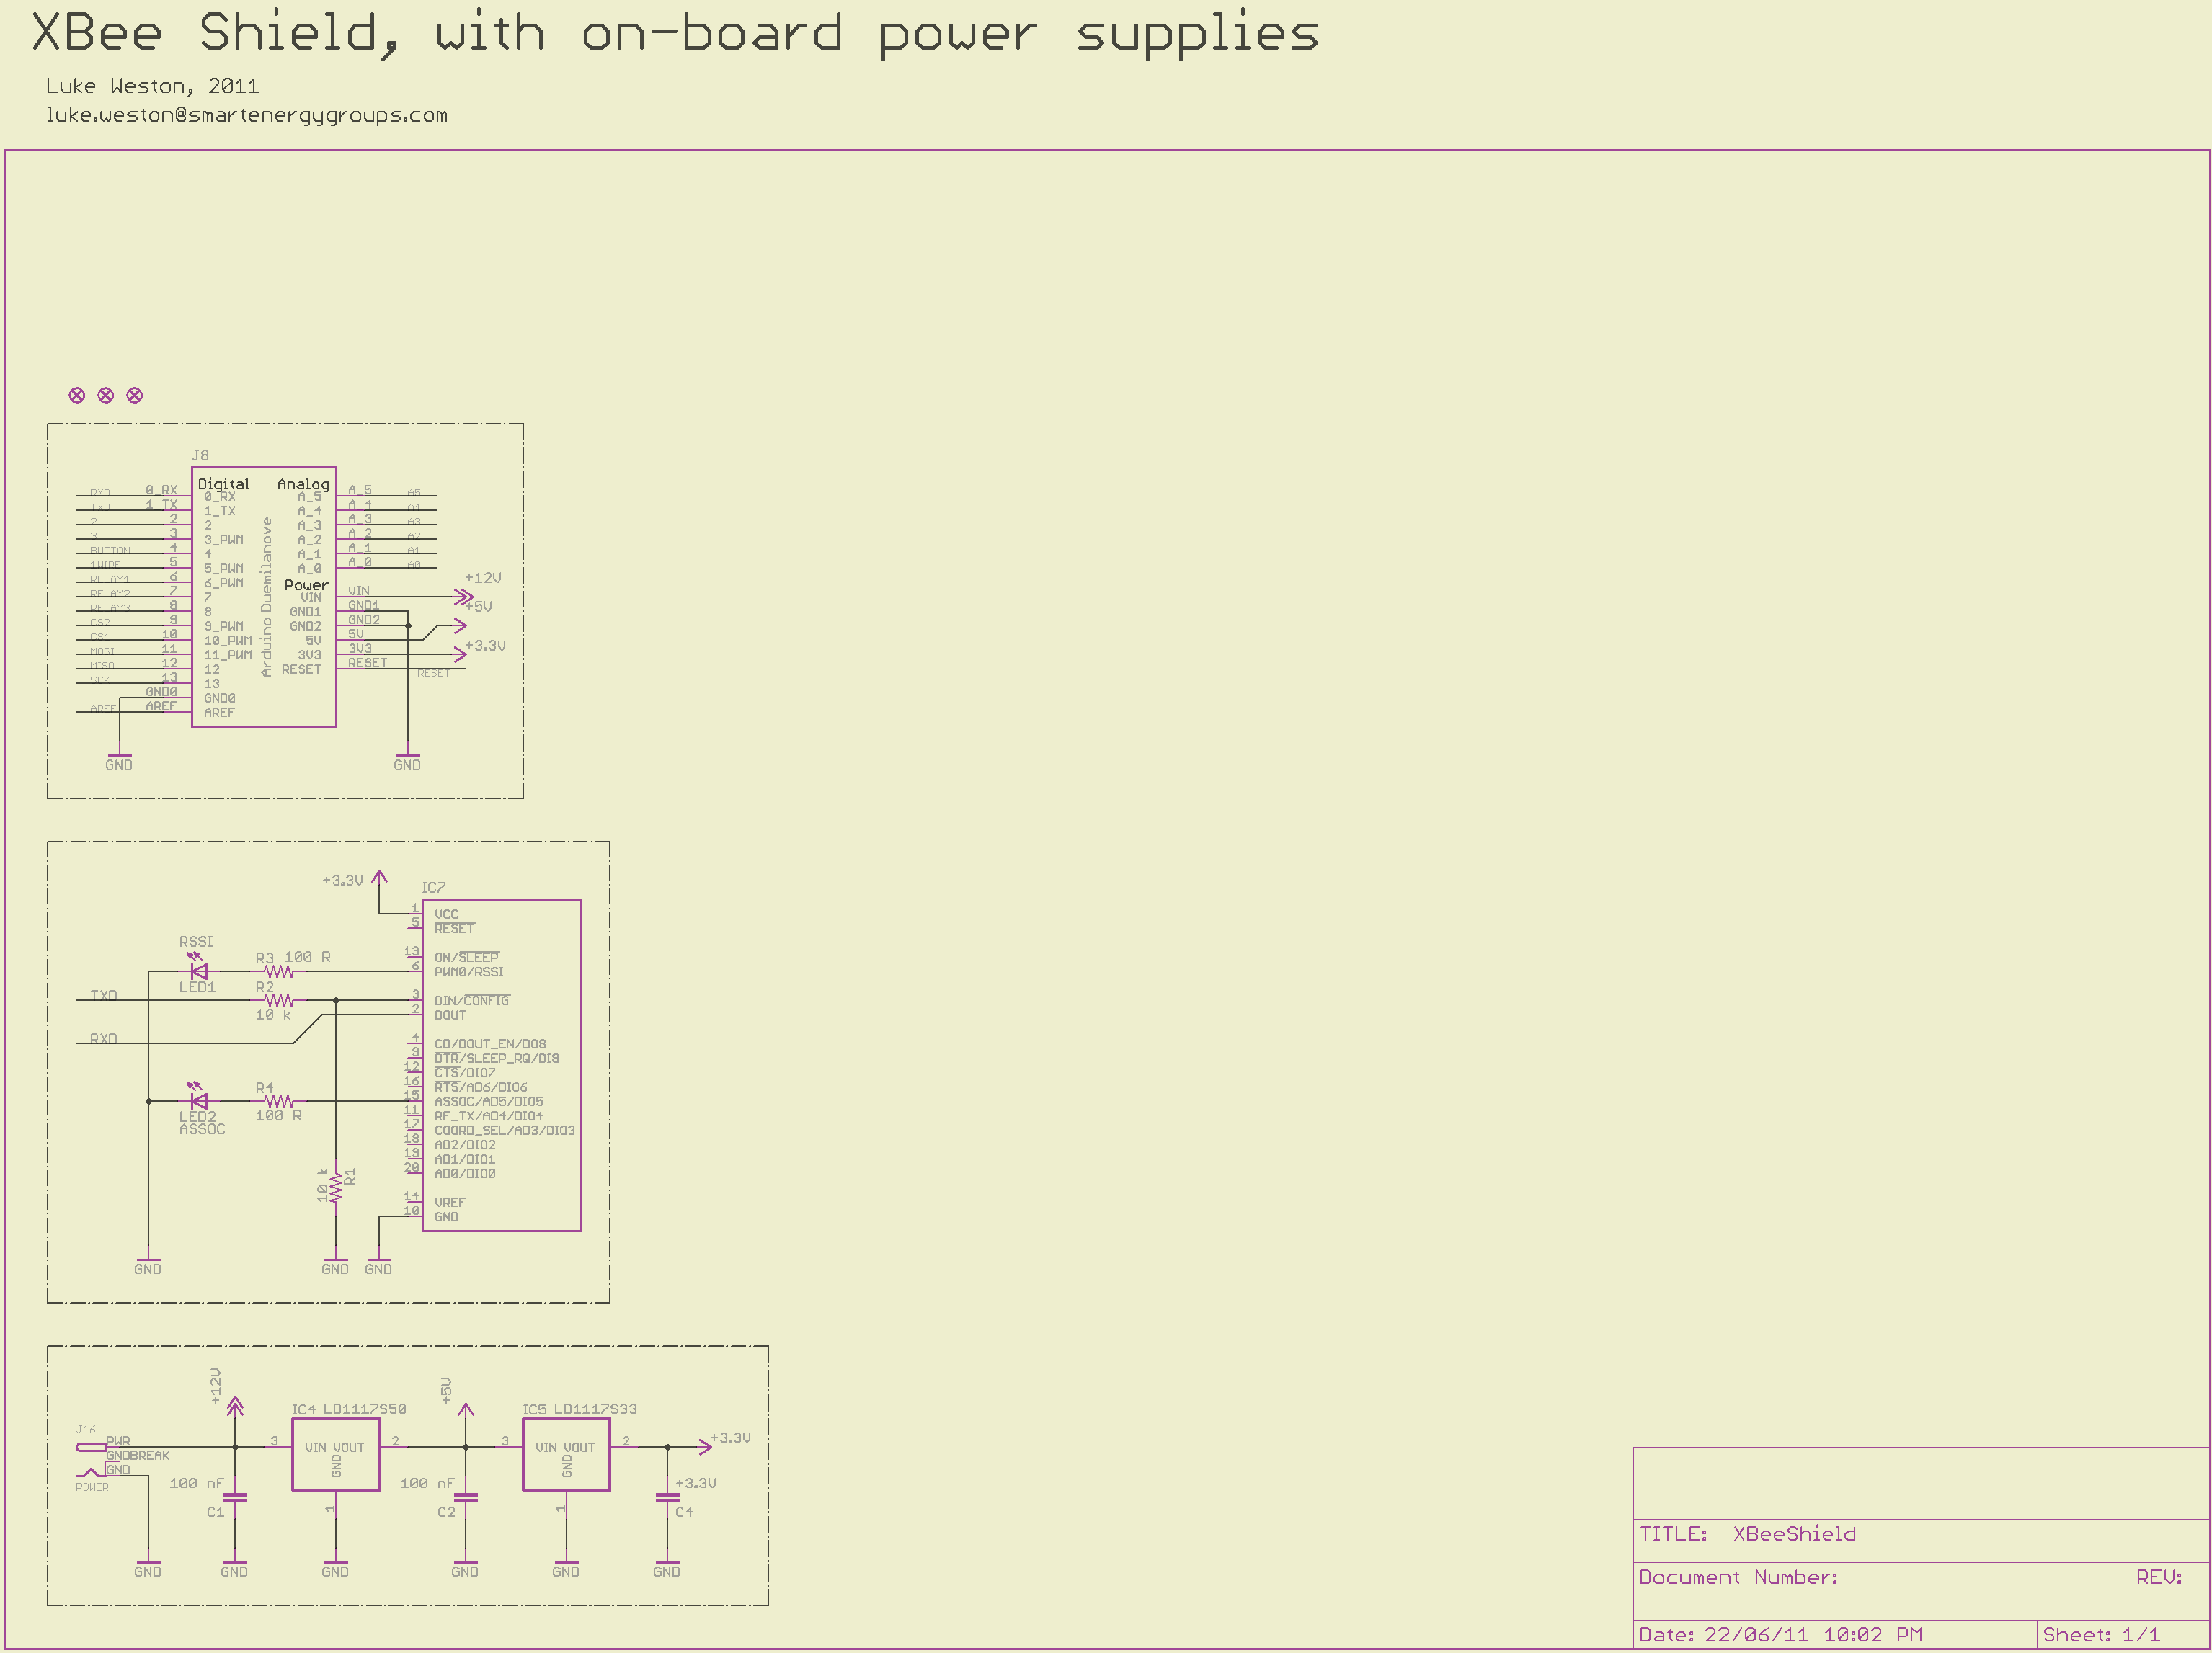 XBee Shield, with on-board power supplies
Luke Weston, 2011
luke.weston@smartenergygroups.com
J8
Digital Analog
Arduino Duemilanove
RXD 0_RX 0_RX
TXD 1_TX 1_TX
2 2 2
3 3 3_PWM
BUTTON 4 4
1WIRE 5 5_PWM
RELAY1 6 6_PWM
RELAY2 7 7
RELAY3 8 8
CS2 9 9_PWM
CS1 10 10_PWM
MOSI 11 11_PWM
MISO 12 12
SCK 13 13
GND0 GND0
AREF AREF AREF
A_5 A_5 A5
A_4 A_4 A4
A_3 A_3 A3
A_2 A_2 A2
A_1 A_1 A1
A_0 A_0 A0
Power
+12V
VIN VIN
GND1 GND1
+5V
GND2 GND2
5V 5V
3V3 3V3
+3.3V
RESET RESET
RESET
GND
GND
+3.3V
IC7
1 VCC
5 RESET
13 ON/SLEEP
6 PWM0/RSSI
3 DIN/CONFIG
2 DOUT
4 CD/DOUT_EN/DO8
9 DTR/SLEEP_RQ/DI8
12 CTS/DIO7
16 RTS/AD6/DIO6
15 ASSOC/AD5/DIO5
11 RF_TX/AD4/DIO4
17 COORD_SEL/AD3/DIO3
18 AD2/DIO2
19 AD1/DIO1
20 AD0/DIO0
14 VREF
10 GND
RSSI
LED1
R3 100 R
TXD
R2
10 k
RXD
LED2
ASSOC
R4
100 R
10 k
R1
GND
GND
GND
+12V
+5V
J16
PWR
GNDBREAK
GND
POWER
IC4 LD1117S50
3 VIN VOUT 2
GND
1
IC5 LD1117S33
3 VIN VOUT 2
GND
1
+3.3V
100 nF
C1
100 nF
C2
+3.3V
C4
GND
GND
GND
GND
GND
GND
TITLE: XBeeShield
Document Number:
REV:
Date: 22/06/11 10:02 PM
Sheet: 1/1